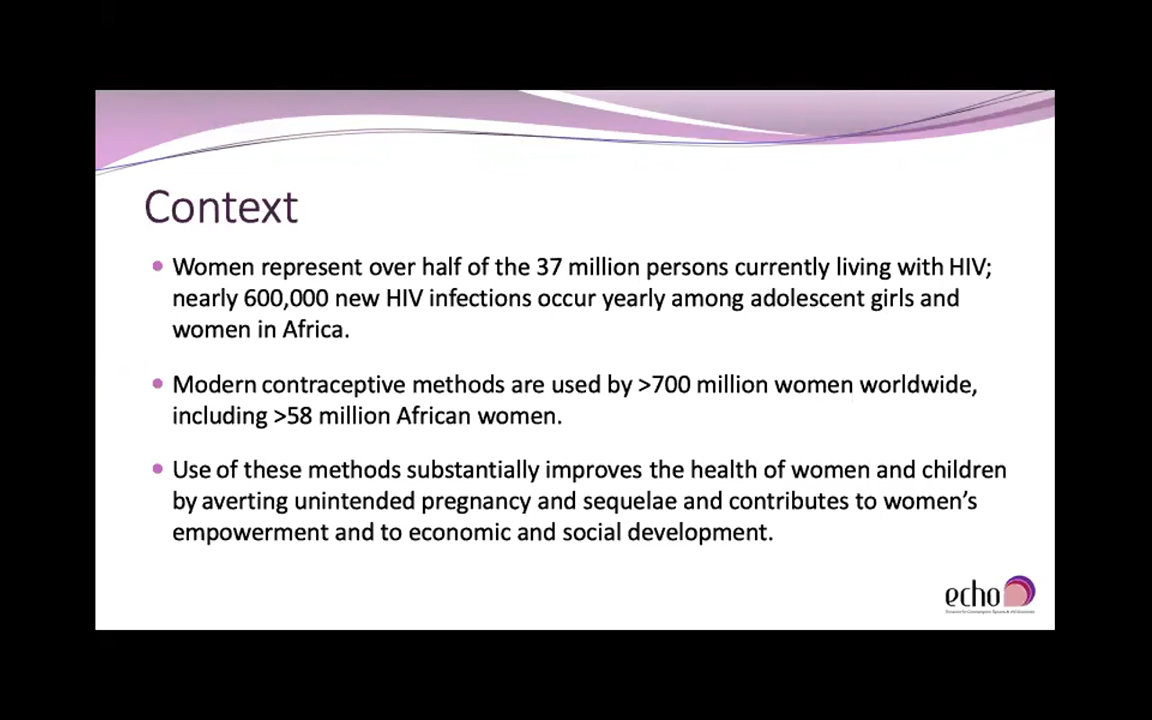 Context
• Women represent over half of the 37 million persons currently living with HIV;
nearly 600,000 new HIV infections occur yearly among adolescent girls and
women in Africa.
• Modern contraceptive methods are used by >700 million women worldwide,
including >58 million African women.
• Use of these methods substantially improves the health of women and children
by averting unintended pregnancy and sequelae and contributes to women’s
empowerment and to economic and social development.
echo